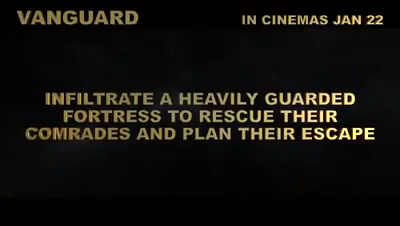 VANGUARD
IN CINEMAS JAN 22
INFILTRATE A HEAVILY GUARDED
FORTRESS TO RESCUE THEIR
COMRADES AND PLAN THEIR ESCAPE